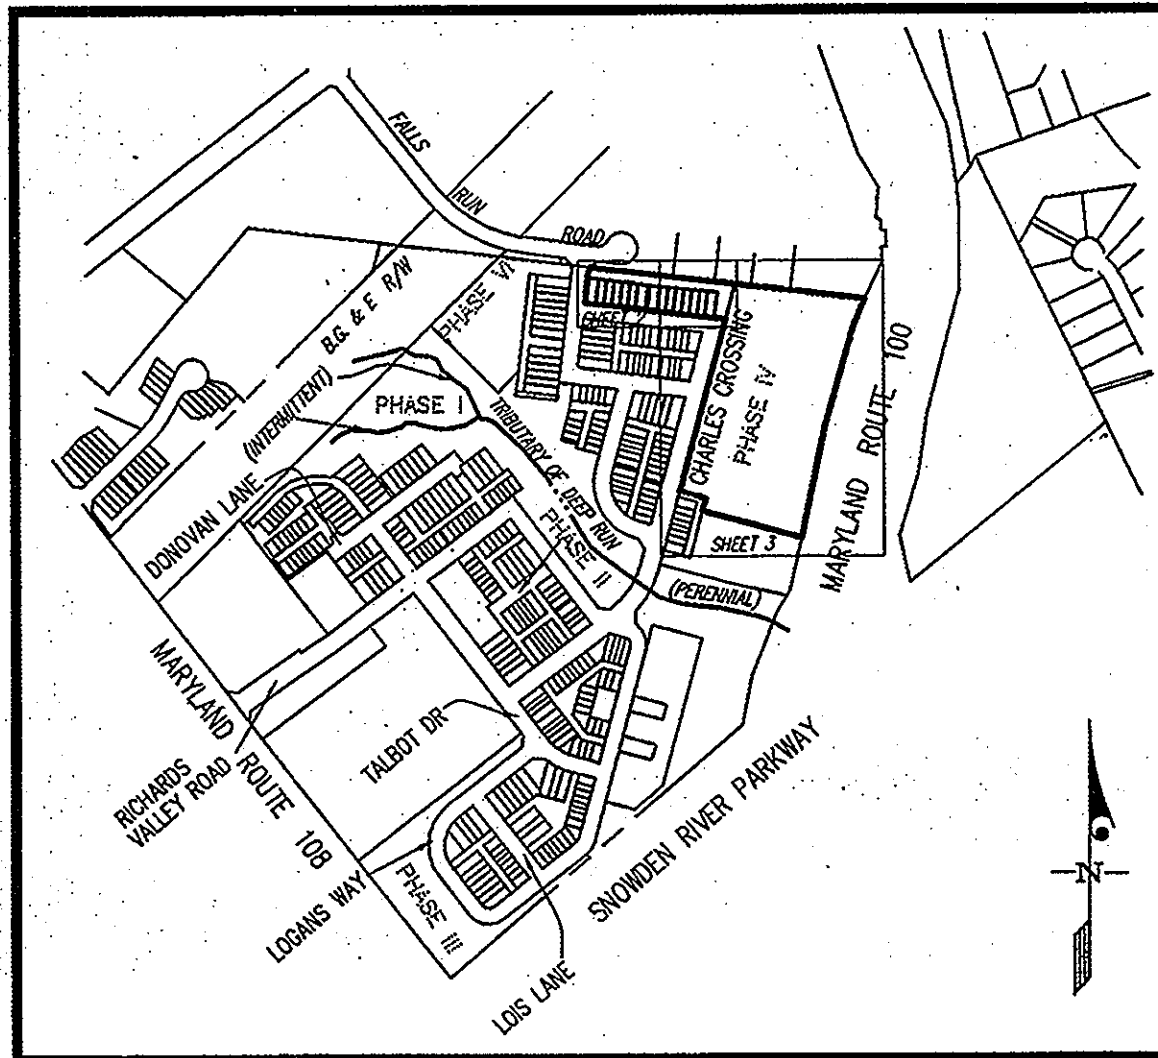 FALLS
RUN
ROAD
B.G. & E R/W
PHASE VI
SHEET 2
(INTERMITTENT)
PHASE I
TRIBUTARY OF DEEP RUN
CHARLES CROSSING
PHASE IV
MARYLAND ROUTE 100
DONOVAN LANE
PHASE II
SHEET 3
(PERENNIAL)
MARYLAND ROUTE 108
RICHARDS
VALLEY ROAD
TALBOT DR
LOGANS WAY
PHASE III
SNOWDEN RIVER PARKWAY
LOIS LANE
N